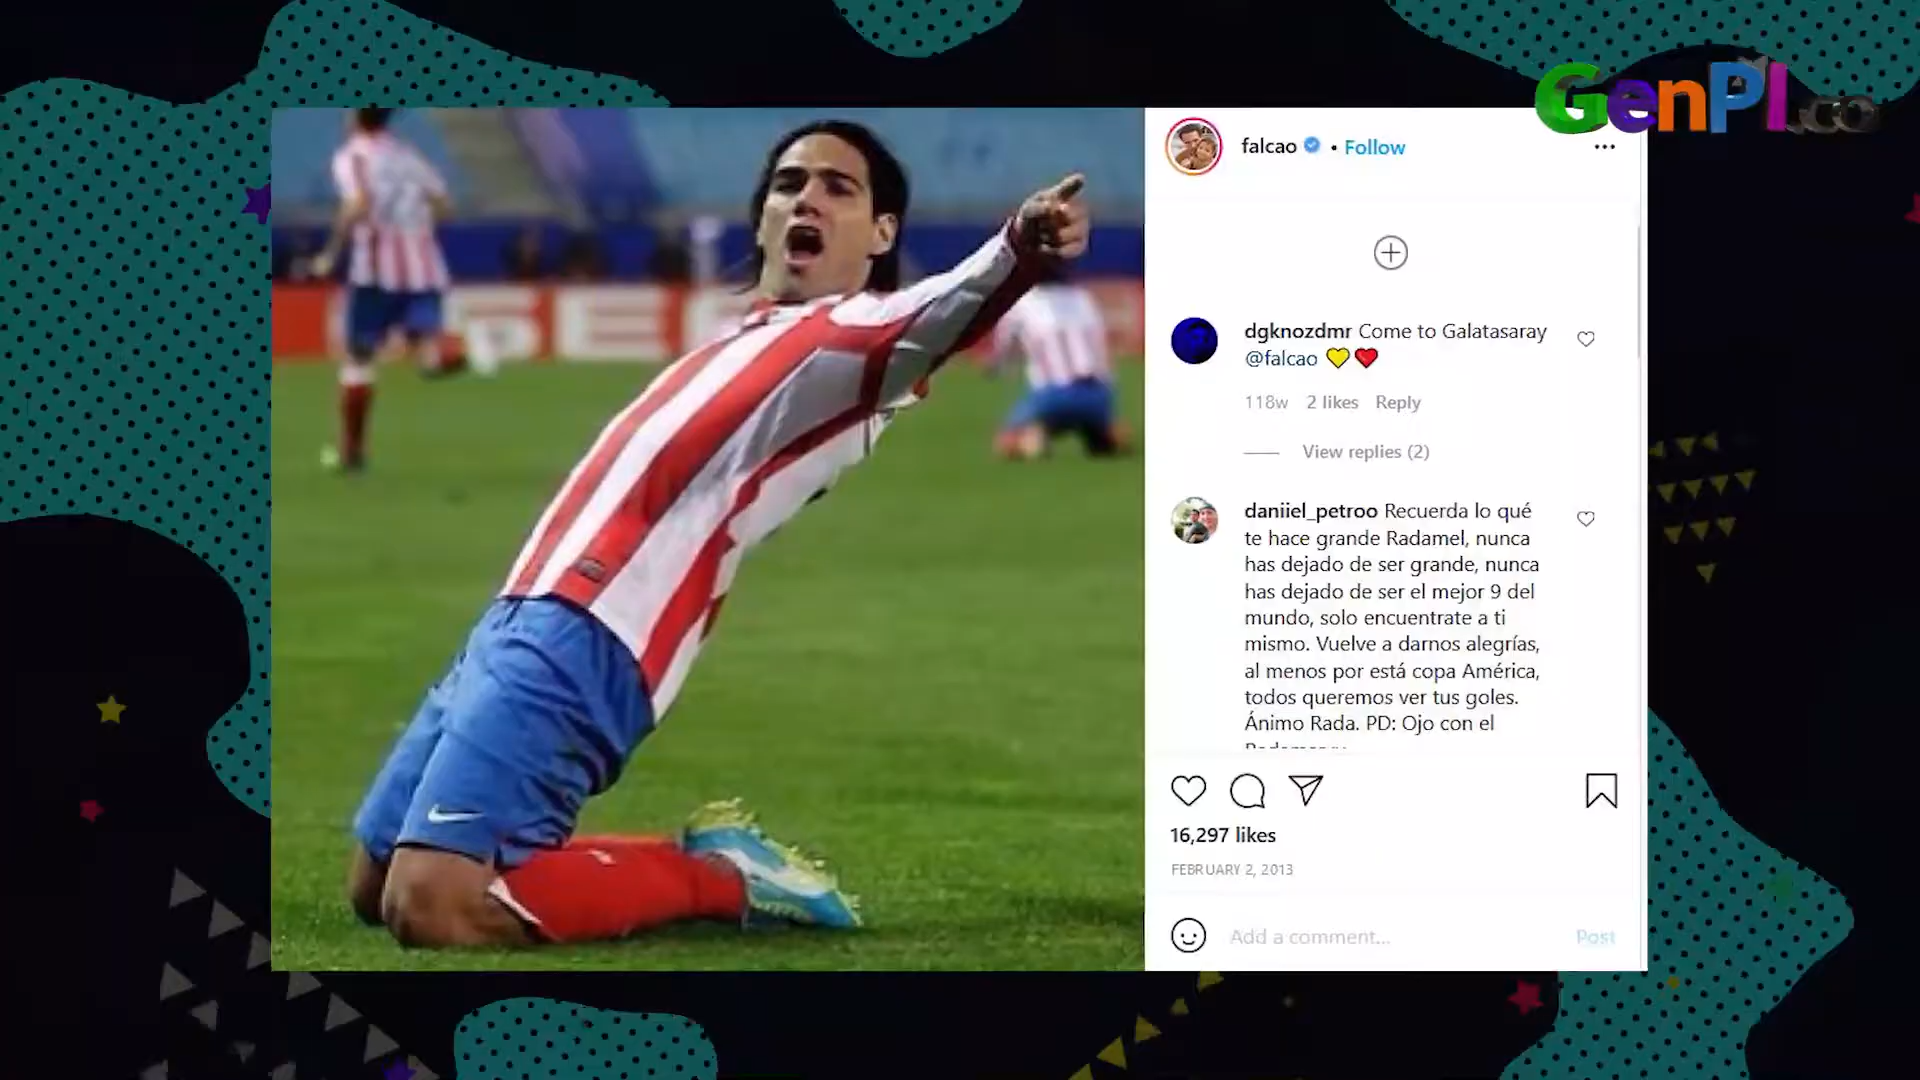 GenPI.co
falcao • Follow
dgknozdmr Come to Galatasaray
@falcao 💛❤️
118w 2 likes Reply
View replies (2)
daniiel_petroo Recuerda lo qué
te hace grande Radamel, nunca
has dejado de ser grande, nunca
has dejado de ser el mejor 9 del
mundo, solo encuentrate a ti
mismo. Vuelve a darnos alegrías,
al menos por está copa América,
todos queremos ver tus goles.
Ánimo Rada. PD: Ojo con el
16,297 likes
FEBRUARY 2, 2013
Add a comment...
Post